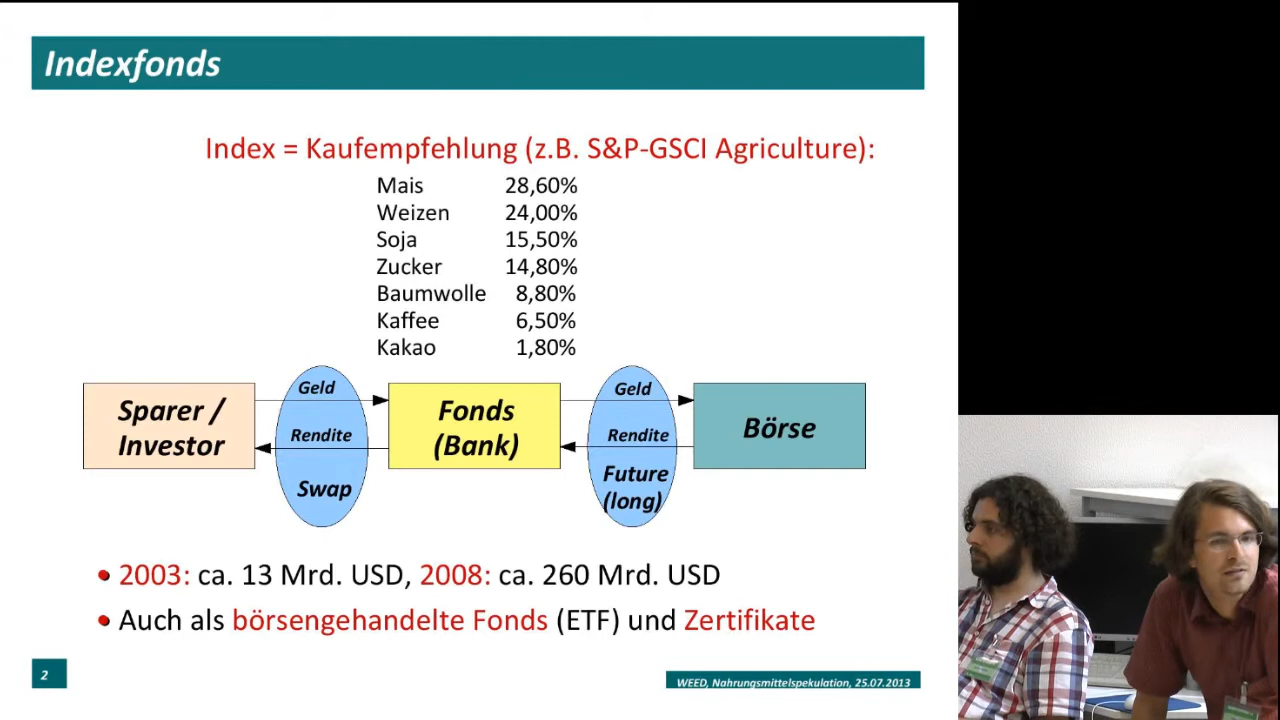 Indexfonds
Index = Kaufempfehlung (z.B. S&P-GSCI Agriculture):
Mais 28,60%
Weizen 24,00%
Soja 15,50%
Zucker 14,80%
Baumwolle 8,80%
Kaffee 6,50%
Kakao 1,80%
Sparer /
Investor
Geld
Rendite
Swap
Fonds
(Bank)
Geld
Rendite
Future
(long)
Börse
• 2003: ca. 13 Mrd. USD, 2008: ca. 260 Mrd. USD
• Auch als börsengehandelte Fonds (ETF) und Zertifikate
2
WEED, Nahrungsmittelspekulation, 25.07.2013